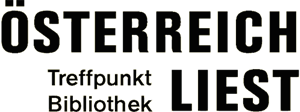 ÖSTERREICH
Treffpunkt
Bibliothek
LIEST